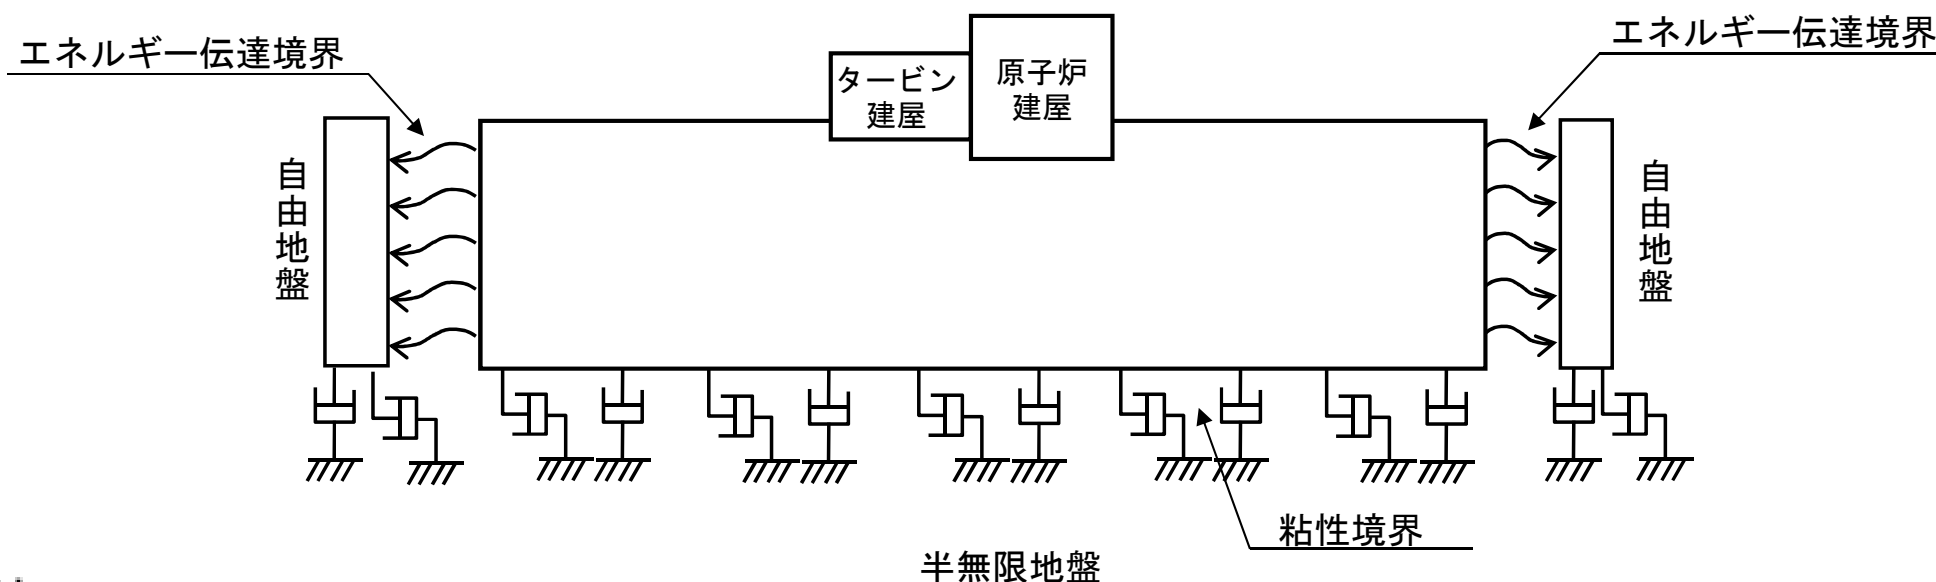 エネルギー伝達境界
エネルギー伝達境界
タービン
建屋
原子炉
建屋
自由地盤
自由地盤
粘性境界
半無限地盤